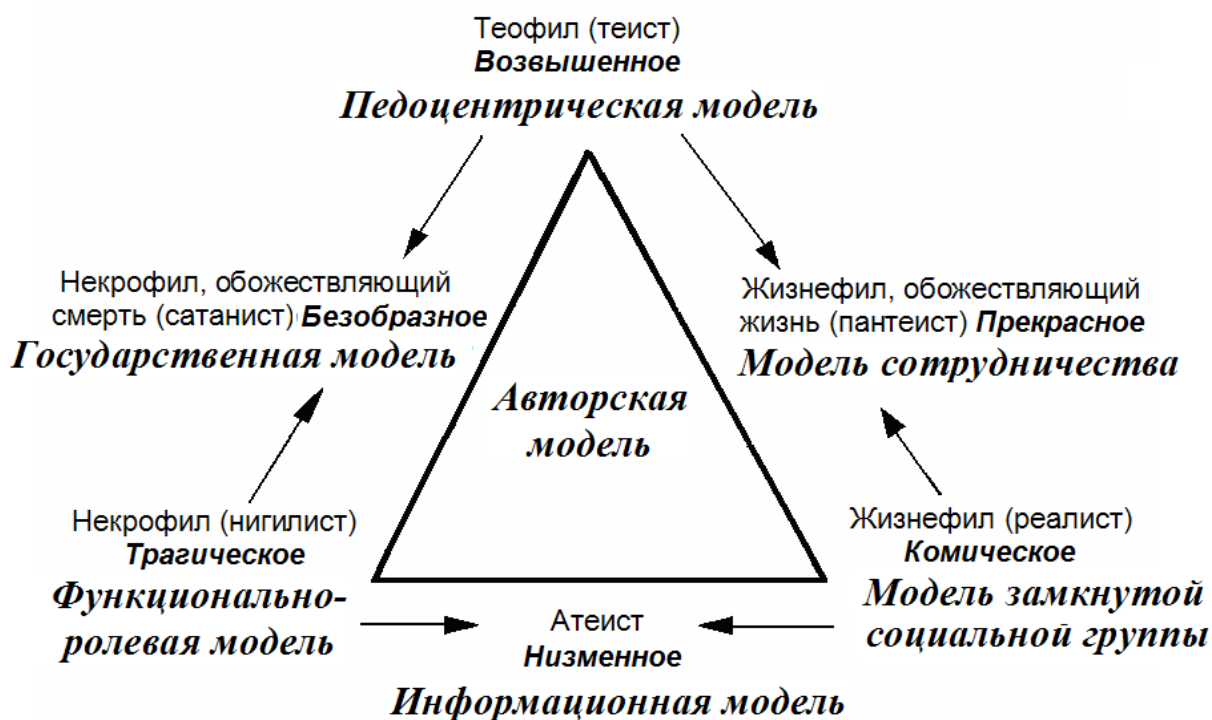 Теофил (теист)
Возвышенное
Педоцентрическая модель
Некрофил, обожествляющий
смерть (сатанист) Безобразное
Государственная модель
Жизнефил, обожествляющий
жизнь (пантеист) Прекрасное
Модель сотрудничества
Авторская
модель
Некрофил (нигилист)
Трагическое
Функционально-
ролевая модель
Жизнефил (реалист)
Комическое
Модель замкнутой
социальной группы
Атеист
Низменное
Информационная модель